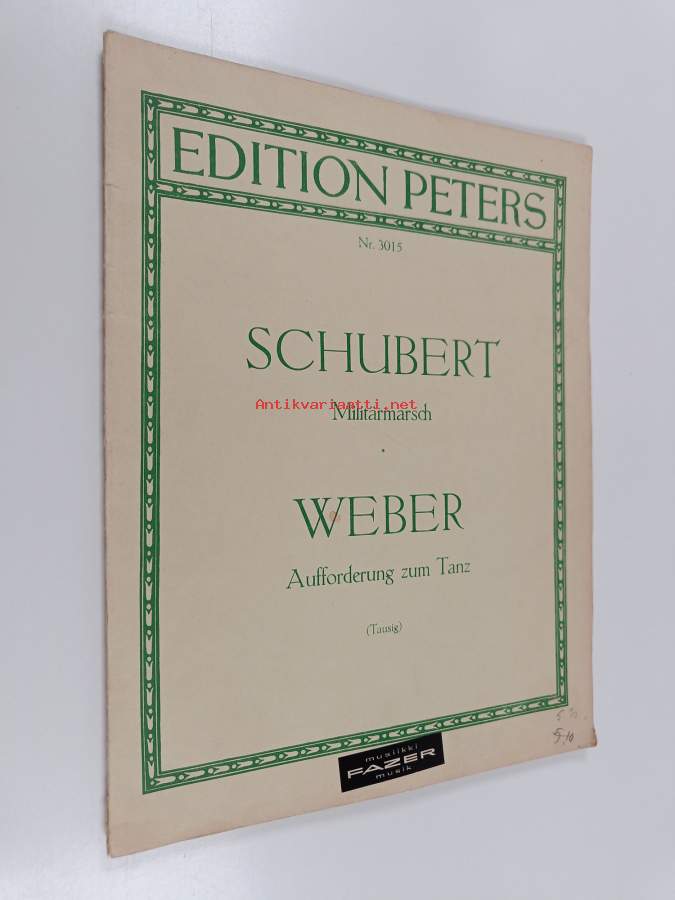 EDITION PETERS
Nr. 3015
SCHUBERT
Antikvariaatti.net
Militärmarsch
WEBER
Aufforderung zum Tanz
(Tausig)
musiikki
FAZER
musik